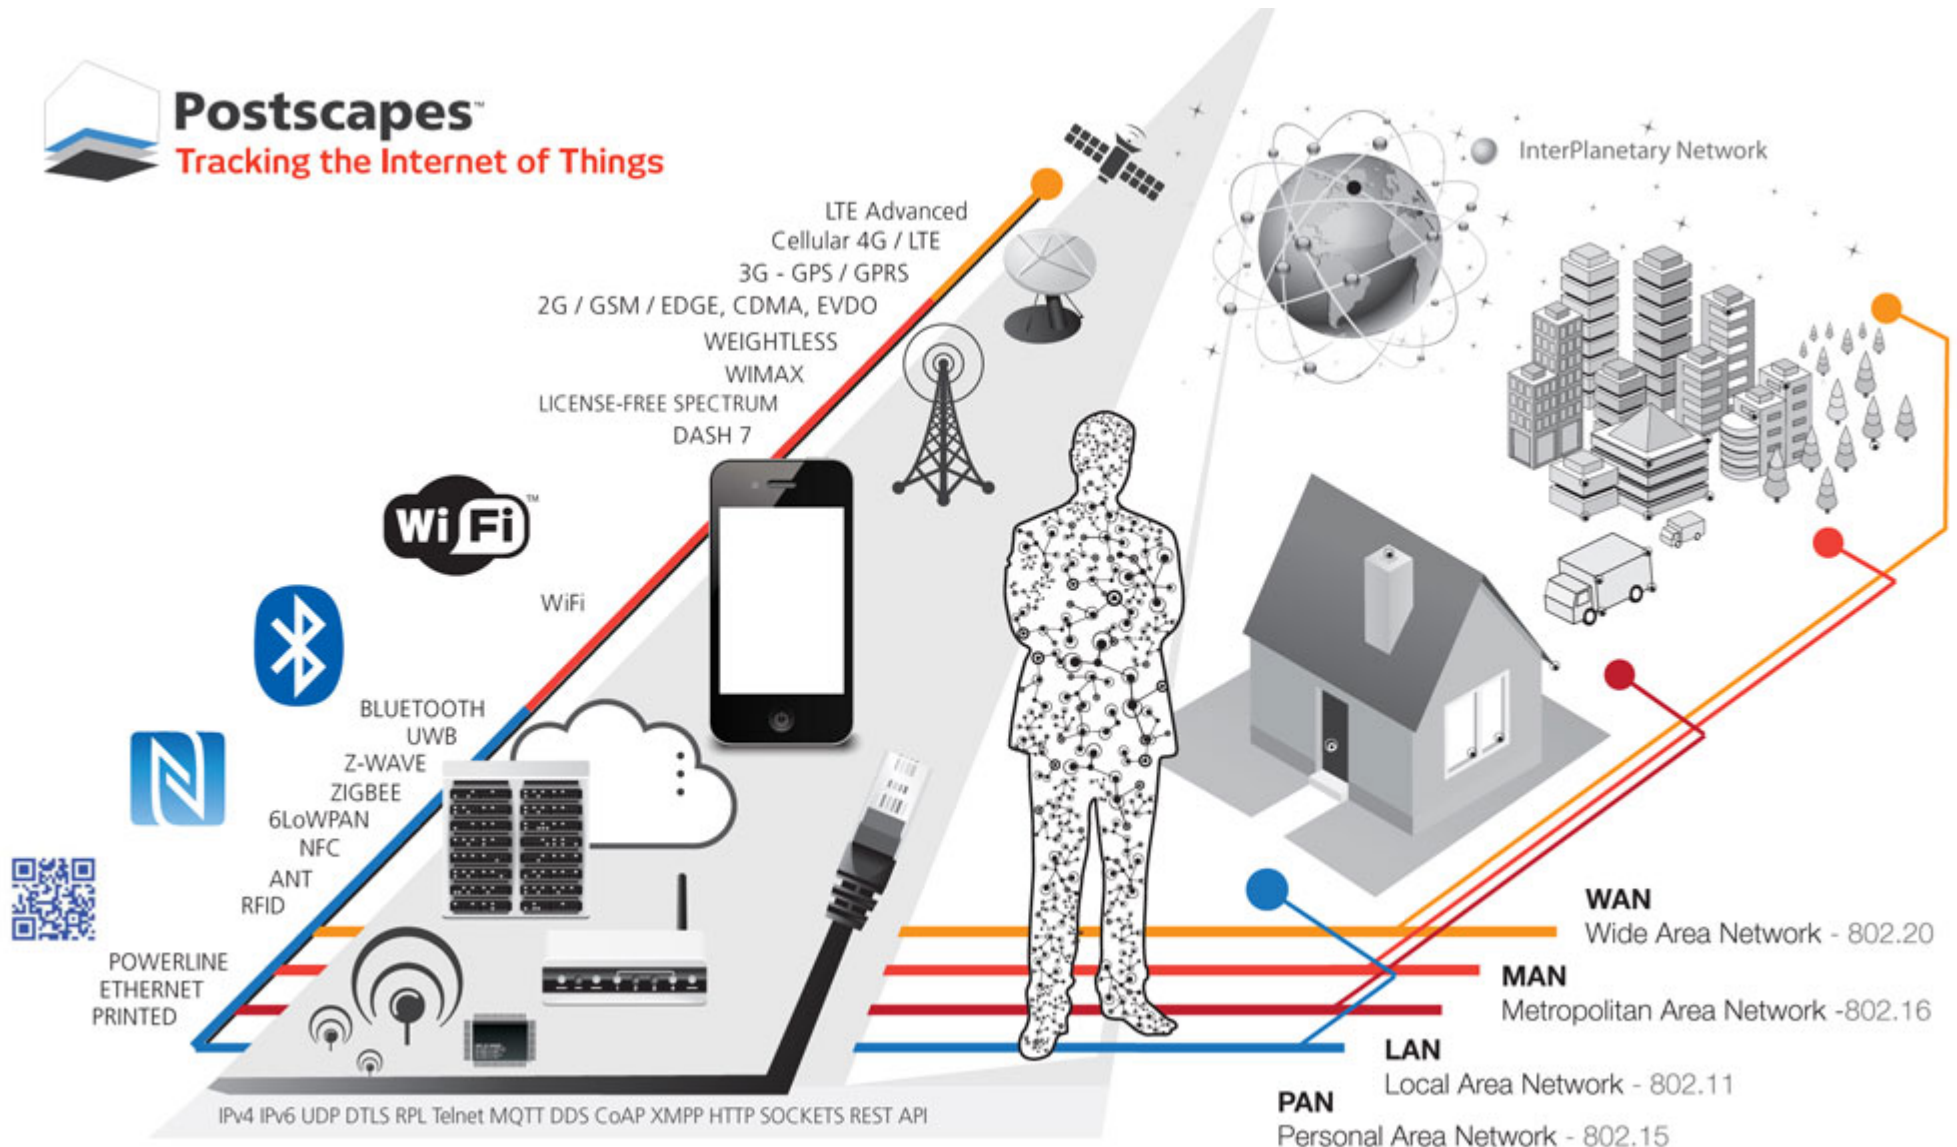 Postscapes™
Tracking the Internet of Things
InterPlanetary Network
LTE Advanced
Cellular 4G / LTE
3G - GPS / GPRS
2G / GSM / EDGE, CDMA, EVDO
WEIGHTLESS
WIMAX
LICENSE-FREE SPECTRUM
DASH 7
Wi Fi™
WiFi
BLUETOOTH
UWB
Z-WAVE
ZIGBEE
6LoWPAN
NFC
ANT
RFID
POWERLINE
ETHERNET
PRINTED
WAN
Wide Area Network - 802.20
MAN
Metropolitan Area Network -802.16
LAN
Local Area Network - 802.11
PAN
Personal Area Network - 802.15
IPv4 IPv6 UDP DTLS RPL Telnet MQTT DDS CoAP XMPP HTTP SOCKETS REST API